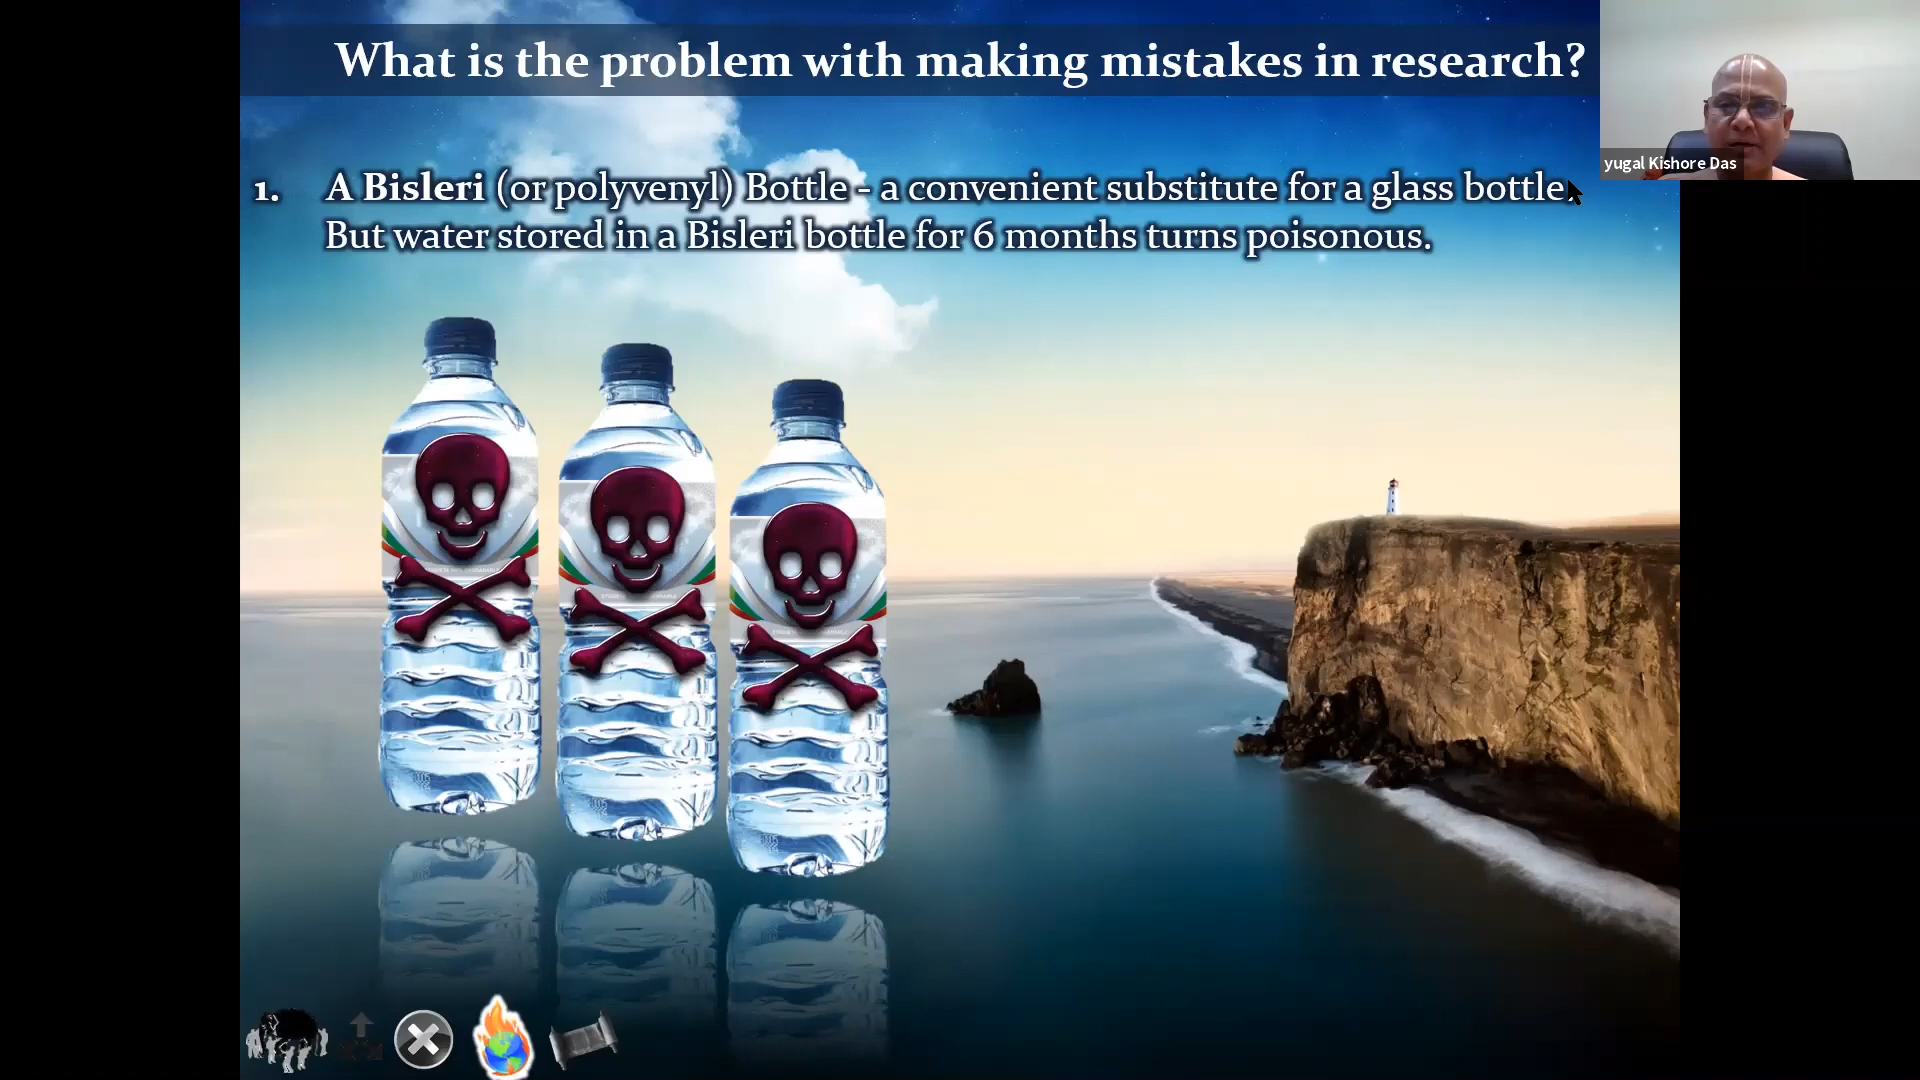 What is the problem with making mistakes in research?
yugal Kishore Das
1. A Bisleri (or polyvenyl) Bottle - a convenient substitute for a glass bottle.
But water stored in a Bisleri bottle for 6 months turns poisonous.